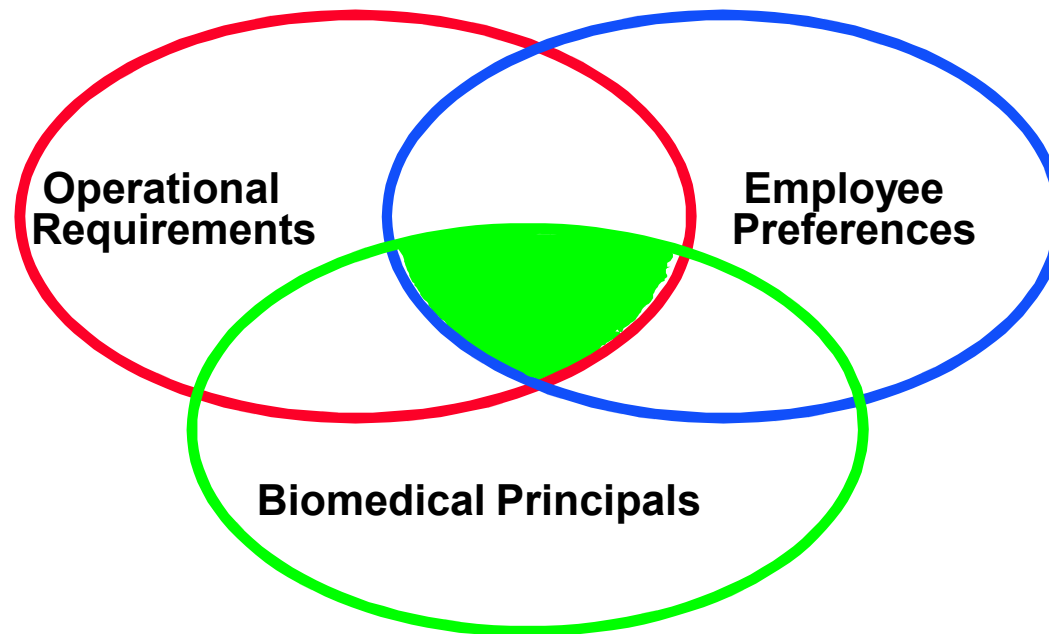 Operational
Requirements
Employee
Preferences
Biomedical Principals